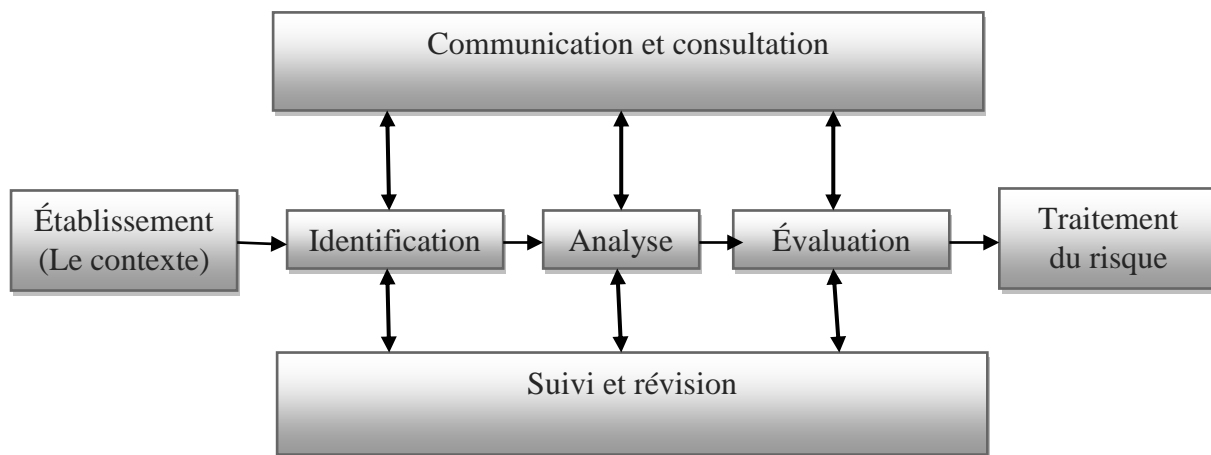 Communication et consultation
Établissement
(Le contexte)
Identification
Analyse
Évaluation
Traitement
du risque
Suivi et révision